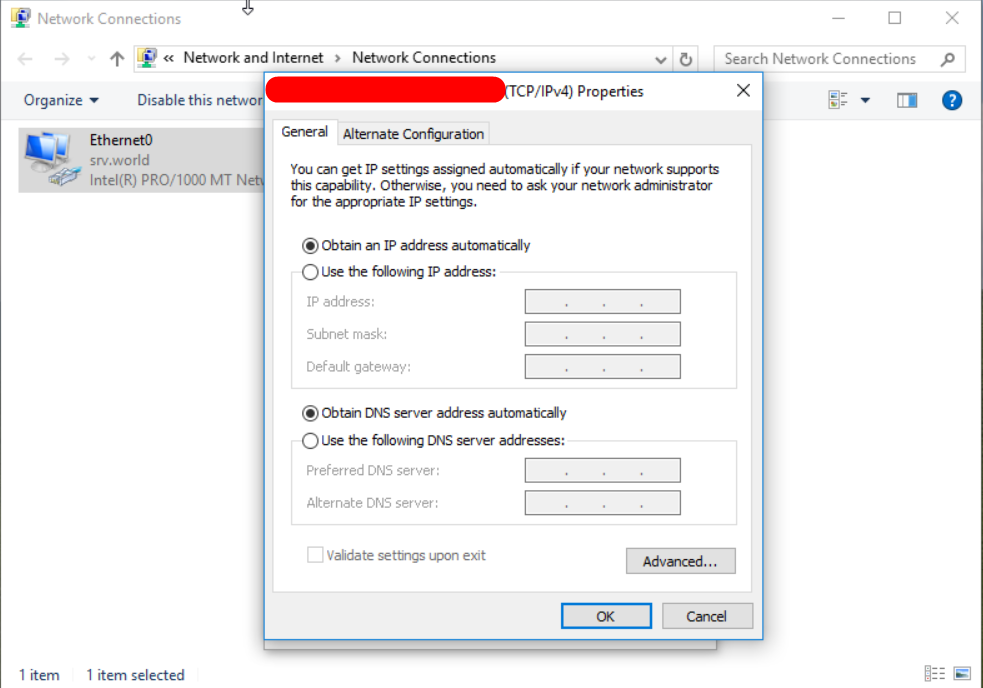 Network Connections
« Network and Internet › Network Connections
Search Network Connections
Organize
Disable this networ
Ethernet0
srv.world
Intel(R) PRO/1000 MT Netw
(TCP/IPv4) Properties
General
Alternate Configuration
You can get IP settings assigned automatically if your network supports
this capability. Otherwise, you need to ask your network administrator
for the appropriate IP settings.
Obtain an IP address automatically
Use the following IP address:
IP address:
Subnet mask:
Default gateway:
Obtain DNS server address automatically
Use the following DNS server addresses:
Preferred DNS server:
Alternate DNS server:
Validate settings upon exit
Advanced...
OK
Cancel
1 item
1 item selected